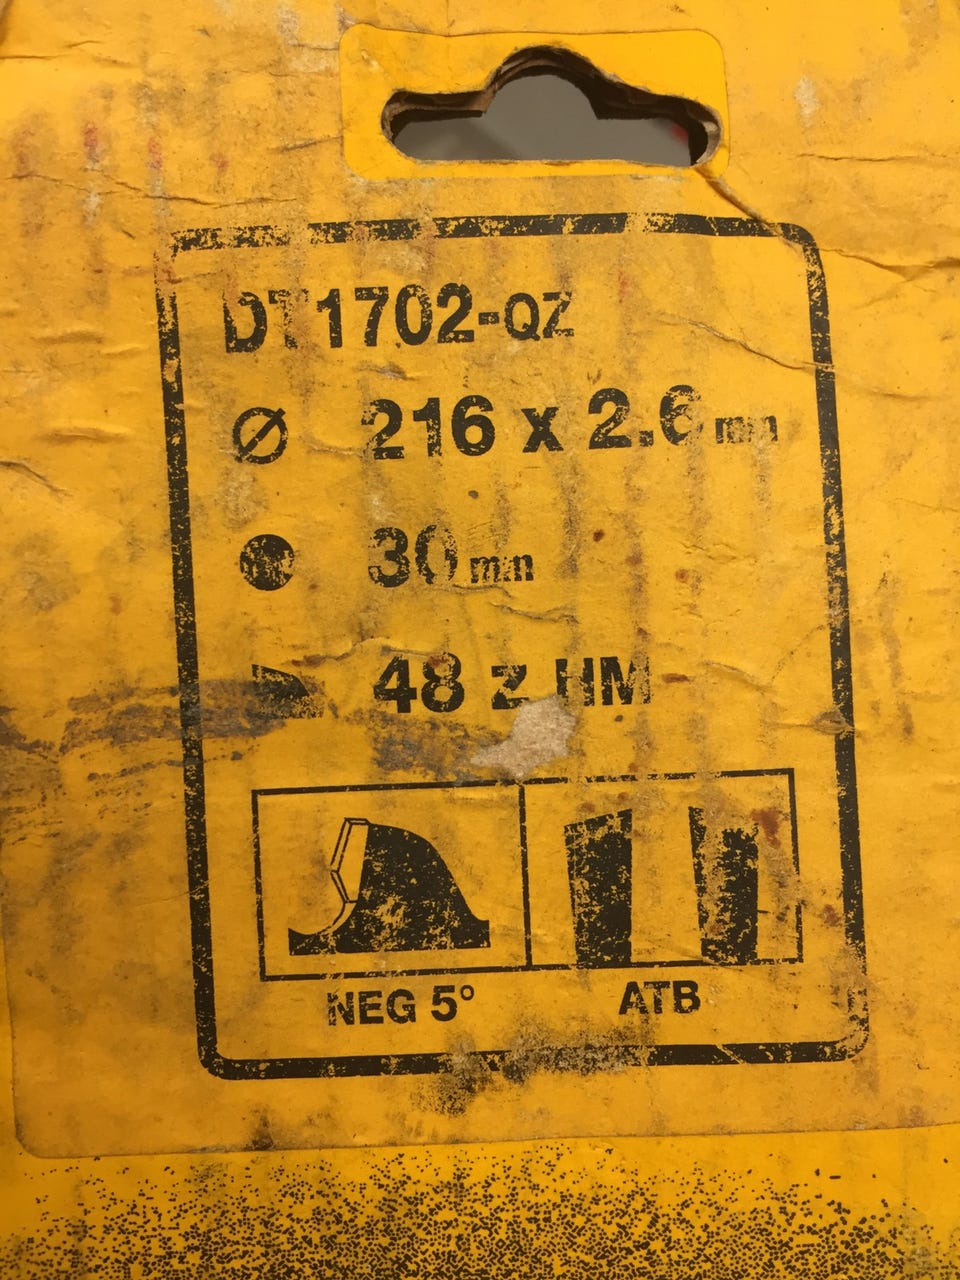 DT1702-QZ
Ø 216 x 2.6 mm
30 mm
48 z HM
NEG 5°
ATB